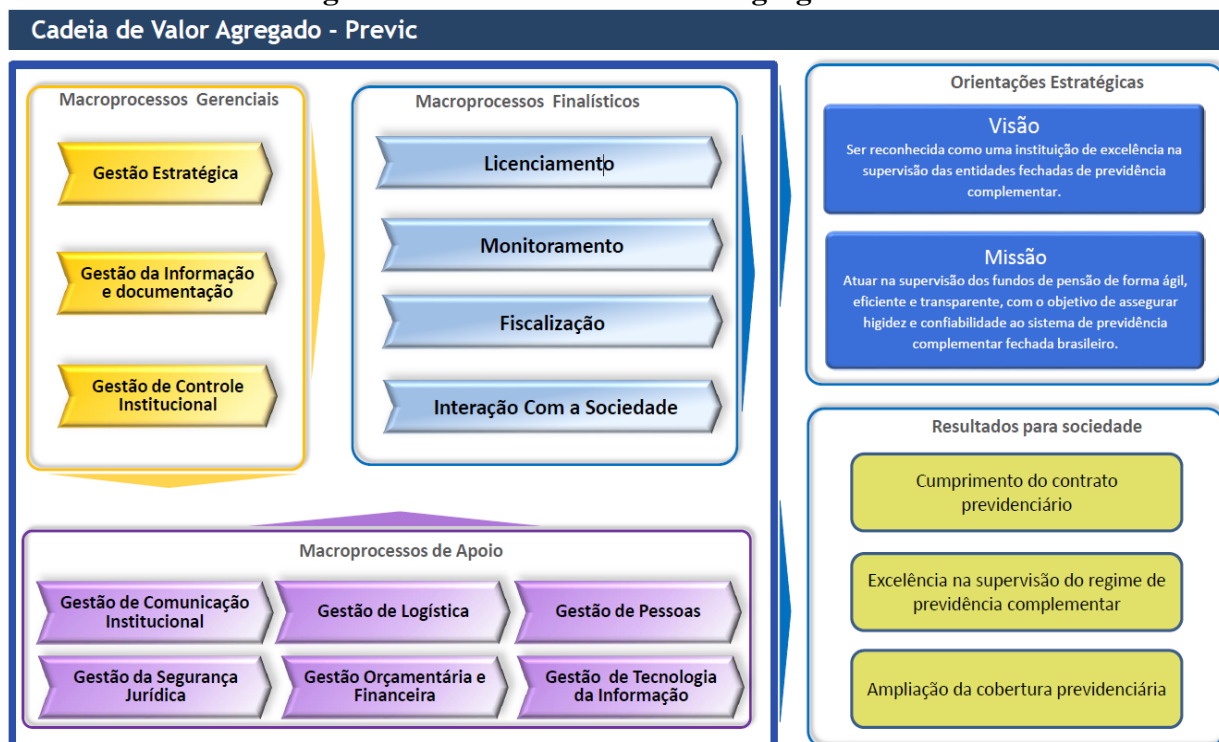 Cadeia de Valor Agregado - Previc
Macroprocessos Gerenciais
Gestão Estratégica
Gestão da Informação
e documentação
Gestão de Controle
Institucional
Macroprocessos Finalísticos
Licenciamento
Monitoramento
Fiscalização
Interação Com a Sociedade
Macroprocessos de Apoio
Gestão de Comunicação
Institucional
Gestão de Logística
Gestão de Pessoas
Gestão da Segurança
Jurídica
Gestão Orçamentária e
Financeira
Gestão de Tecnologia
da Informação
Orientações Estratégicas
Visão
Ser reconhecida como uma instituição de excelência na
supervisão das entidades fechadas de previdência
complementar.
Missão
Atuar na supervisão dos fundos de pensão de forma ágil,
eficiente e transparente, com o objetivo de assegurar
higidez e confiabilidade ao sistema de previdência
complementar fechada brasileiro.
Resultados para sociedade
Cumprimento do contrato
previdenciário
Excelência na supervisão do regime de
previdência complementar
Ampliação da cobertura previdenciária